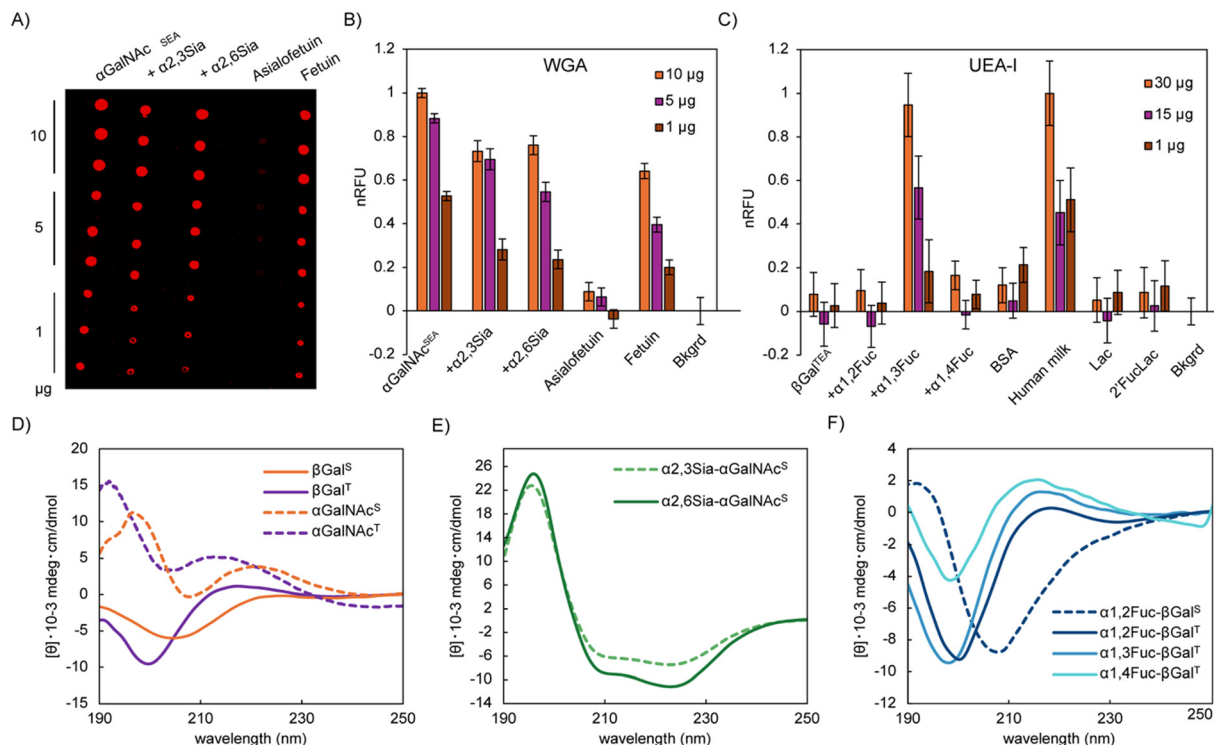 A)
αGalNAc SEA
+ α2,3Sia
+ α2,6Sia
Asialofetuin
Fetuin
10
5
1
μg
B)
WGA
10 μg
5 μg
1 μg
nRFU
1.2
1
0.8
0.6
0.4
0.2
0
-0.2
αGalNAcSEA
+α2,3Sia
+α2,6Sia
Asialofetuin
Fetuin
Bkgrd
C)
UEA-I
30 μg
15 μg
1 μg
nRFU
1.2
1
0.8
0.6
0.4
0.2
0
-0.2
βGalTEA
+α1,2Fuc
+α1,3Fuc
+α1,4Fuc
BSA
Human milk
Lac
2'FucLac
Bkgrd
D)
βGalS
βGalT
αGalNAcS
αGalNAcT
[θ]·10-3 mdeg·cm/dmol
20
15
10
5
0
-5
-10
15
190
210
230
250
wavelength (nm)
E)
α2,3Sia-αGalNAcS
α2,6Sia-αGalNAcS
[θ]·10-3 mdeg·cm/dmol
26
22
18
14
10
6
2
-2
-6
-10
-14
190
210
230
250
wavelength (nm)
F)
α1,2Fuc-βGalS
α1,2Fuc-βGalT
α1,3Fuc-βGalT
α1,4Fuc-βGalT
[θ]·10-3 mdeg·cm/dmol
4
2
0
-2
-4
-6
-8
-10
-12
190
210
230
250
wavelength (nm)